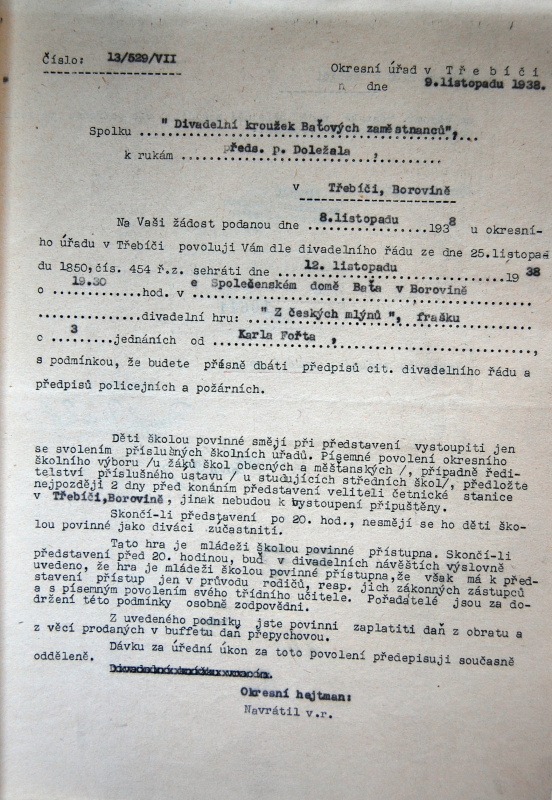 Číslo: 13/529/VII
Okresní úřad v Třebíči
n dne 9.listopadu 1938.
Spolku " Divadelní kroužek Baťových zaměstnanců",
k rukám předs. p. Doležala ,
v Třebíči, Borovině
Na Vaši žádost podanou dne 8.listopadu 1938 u okresní-
ho úřadu v Třebíči povoluji Vám dle divadelního řádu ze dne 25.listopad
du 1850,čís. 454 ř.z. sehráti dne 12. listopadu 1938
o 19.30 hod. v e Společenském domě Baťa v Borovině
divadelní hru: " Z českých mlýnů ", frašku
o 3 jednáních od Karla Fořta ,
s podmínkou, že budete přesně dbáti předpisů cit. divadelního řádu a
předpisů policejních a požárních.
Děti školou povinné smějí při představení vystoupiti jen
se svolením příslušných školních úřadů. Písemné povolení okresního
školního výboru /u žáků škol obecných a měšťanských /, případně ředi-
telství příslušného ustavu / u studujících středních škol/, předložte
nejpozději 2 dny před konáním představení veliteli četnické stanice
v Třebíči,Borovině, jinak nebudou k vystoupení připuštěny.
Skončí-li představení po 20. hod., nesmějí se ho děti ško-
lou povinné jako diváci zúčastniti.
Tato hra je mládeži školou povinné přístupna. Skončí-li
představení před 20. hodinou, buď v divadelních návěštích výslovně
uvedeno, že hra je mládeži školou povinné přístupna,že však má k před-
stavení přístup jen v průvodu rodičů, resp. jich zákonných zástupců
a s písemným povolením svého třídního učitele. Pořadatelé jsou za do-
držení této podmínky osobně zodpovědni.
Z uvedeného podniku jste povinni zaplatiti daň z obratu a
z věcí prodaných v buffetu daň přepychovou.
Dávku za úřední úkon za toto povolení předepisuji současně
odděleně.
Okresní hejtman:
Navrátil v.r.